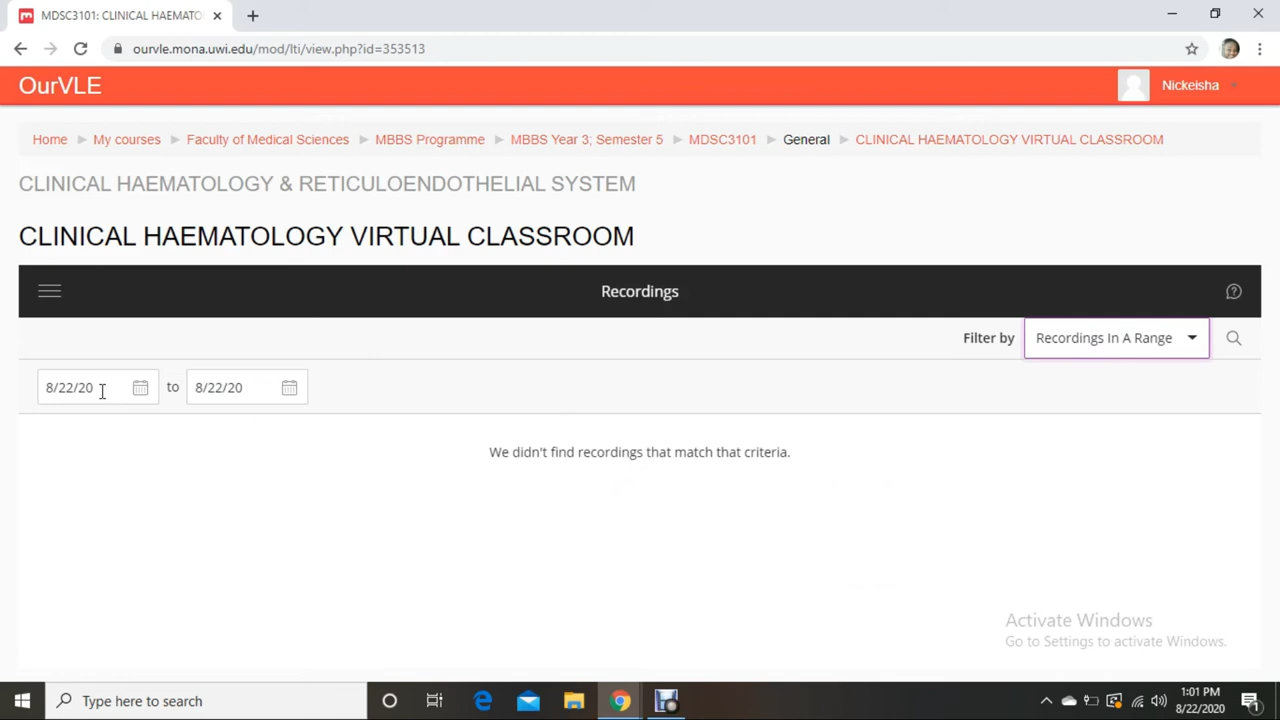 MDSC3101: CLINICAL HAEMATO
ourvle.mona.uwi.edu/mod/lti/view.php?id=353513
OurVLE
Nickeisha
Home My courses Faculty of Medical Sciences MBBS Programme MBBS Year 3; Semester 5 MDSC3101 General CLINICAL HAEMATOLOGY VIRTUAL CLASSROOM
CLINICAL HAEMATOLOGY & RETICULOENDOTHELIAL SYSTEM
CLINICAL HAEMATOLOGY VIRTUAL CLASSROOM
Recordings
Filter by Recordings In A Range
8/22/20 to 8/22/20
We didn't find recordings that match that criteria.
Activate Windows
Go to Settings to activate Windows.
Type here to search
1:01 PM
8/22/2020
1